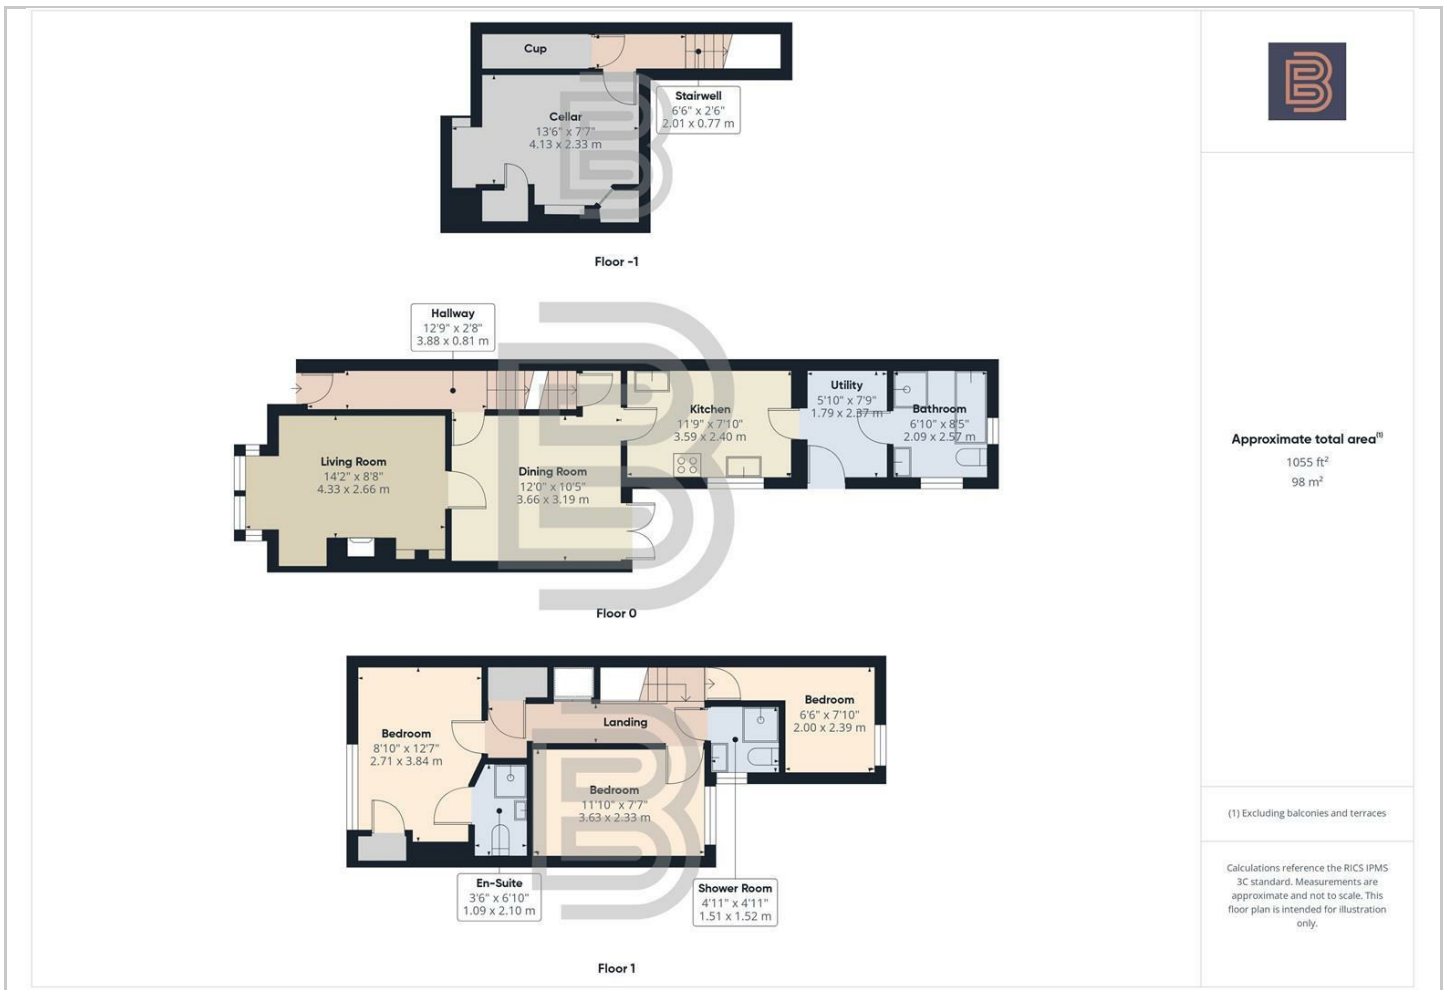 Cup
Stairwell
6'6" x 2'6"
2.01 x 0.77 m
Cellar
13'6" x 7'7"
4.13 x 2.33 m
Floor -1
Hallway
12'9" x 2'8"
3.88 x 0.81 m
Living Room
14'2" x 8'8"
4.33 x 2.66 m
Dining Room
12'0" x 10'5"
3.66 x 3.19 m
Kitchen
11'9" x 7'10"
3.59 x 2.40 m
Utility
5'10" x 7'9"
1.79 x 2.37 m
Bathroom
6'10" x 8'5"
2.09 x 2.57 m
Floor 0
Bedroom
8'10" x 12'7"
2.71 x 3.84 m
Landing
Bedroom
6'6" x 7'10"
2.00 x 2.39 m
Bedroom
11'10" x 7'7"
3.63 x 2.33 m
En-Suite
3'6" x 6'10"
1.09 x 2.10 m
Shower Room
4'11" x 4'11"
1.51 x 1.52 m
Floor 1
B
Approximate total area⁽¹⁾
1055 ft²
98 m²
(1) Excluding balconies and terraces
Calculations reference the RICS IPMS
3C standard. Measurements are
approximate and not to scale. This
floor plan is intended for illustration
only.